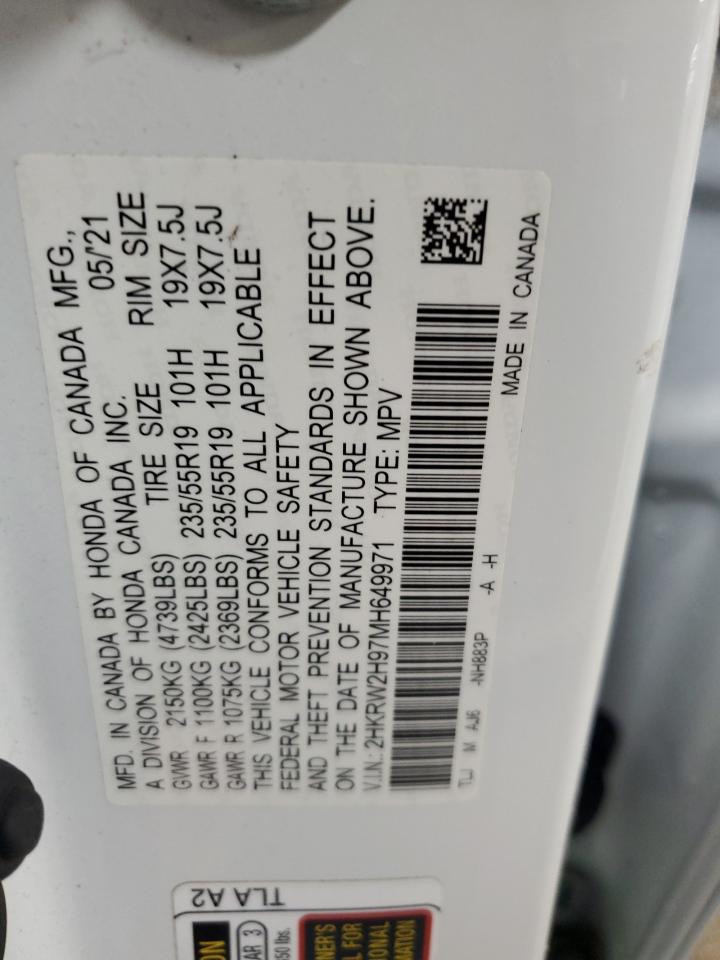 MFD. IN CANADA BY HONDA OF CANADA MFG.,
A DIVISION OF HONDA CANADA INC. 05/'21
TIRE SIZE RIM SIZE
GVWR 2150KG (4739LBS)
GAWR F 1100KG (2425LBS) 235/55R19 101H 19X7.5J
GAWR R 1075KG (2369LBS) 235/55R19 101H 19X7.5J
THIS VEHICLE CONFORMS TO ALL APPLICABLE
FEDERAL MOTOR VEHICLE SAFETY
AND THEFT PREVENTION STANDARDS IN EFFECT
ON THE DATE OF MANUFACTURE SHOWN ABOVE.
V.I.N.: 2HKRW2H97MH649971 TYPE: MPV
TLJ M AJ6 -NH883P -A -H
MADE IN CANADA
TLA A2